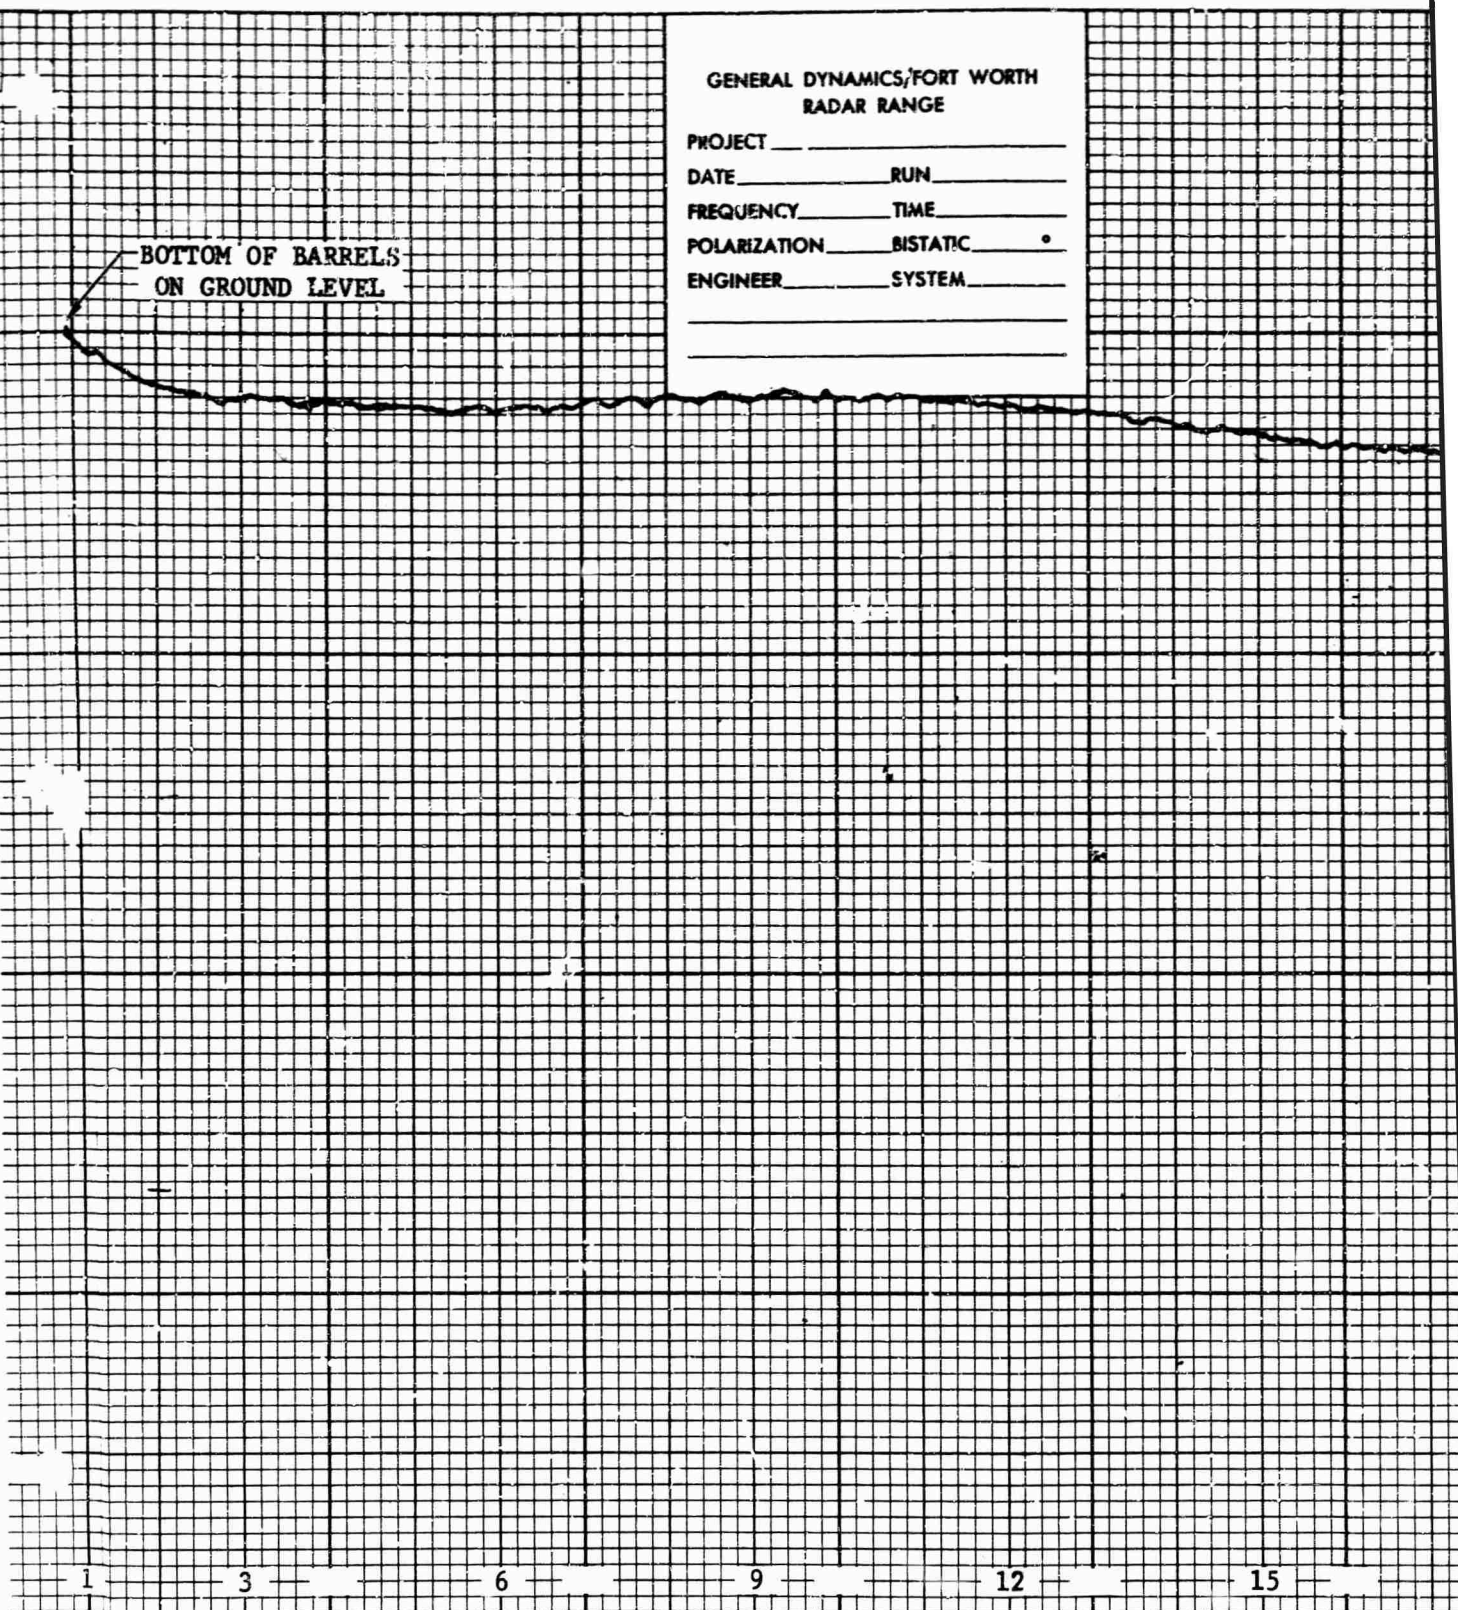 GENERAL DYNAMICS/FORT WORTH
RADAR RANGE
PROJECT
DATE RUN
FREQUENCY TIME
POLARIZATION BISTATIC °
ENGINEER SYSTEM
BOTTOM OF BARRELS
ON GROUND LEVEL
1 3 6 9 12 15